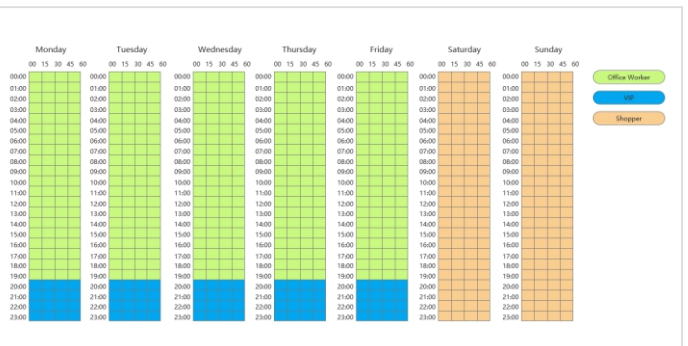 Monday Tuesday Wednesday Thursday Friday Saturday Sunday
00 15 30 45 60 00 15 30 45 60 00 15 30 45 60 00 15 30 45 60 00 15 30 45 60 00 15 30 45 60 00 15 30 45 60
00:00 00:00 00:00 00:00 00:00 00:00 00:00 Office Worker
01:00 01:00 01:00 01:00 01:00 01:00 01:00
02:00 02:00 02:00 02:00 02:00 02:00 02:00 VIP
03:00 03:00 03:00 03:00 03:00 03:00 03:00
04:00 04:00 04:00 04:00 04:00 04:00 04:00 Shopper
05:00 05:00 05:00 05:00 05:00 05:00 05:00
06:00 06:00 06:00 06:00 06:00 06:00 06:00
07:00 07:00 07:00 07:00 07:00 07:00 07:00
08:00 08:00 08:00 08:00 08:00 08:00 08:00
09:00 09:00 09:00 09:00 09:00 09:00 09:00
10:00 10:00 10:00 10:00 10:00 10:00 10:00
11:00 11:00 11:00 11:00 11:00 11:00 11:00
12:00 12:00 12:00 12:00 12:00 12:00 12:00
13:00 13:00 13:00 13:00 13:00 13:00 13:00
14:00 14:00 14:00 14:00 14:00 14:00 14:00
15:00 15:00 15:00 15:00 15:00 15:00 15:00
16:00 16:00 16:00 16:00 16:00 16:00 16:00
17:00 17:00 17:00 17:00 17:00 17:00 17:00
18:00 18:00 18:00 18:00 18:00 18:00 18:00
19:00 19:00 19:00 19:00 19:00 19:00 19:00
20:00 20:00 20:00 20:00 20:00 20:00 20:00
21:00 21:00 21:00 21:00 21:00 21:00 21:00
22:00 22:00 22:00 22:00 22:00 22:00 22:00
23:00 23:00 23:00 23:00 23:00 23:00 23:00